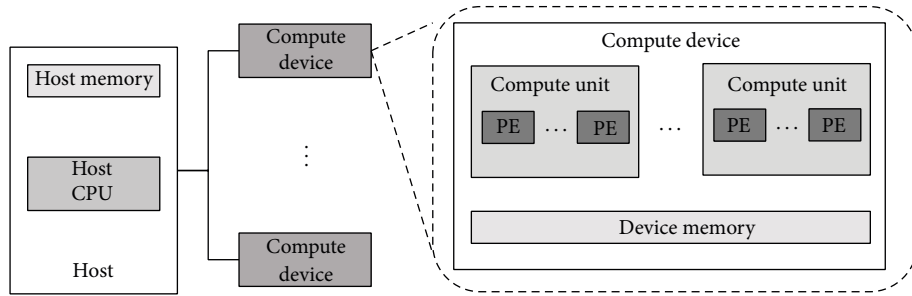 Host memory
Host
CPU
Host
Compute
device
⋮
Compute
device
Compute device
Compute unit
PE ... PE
...
Compute unit
PE ... PE
Device memory